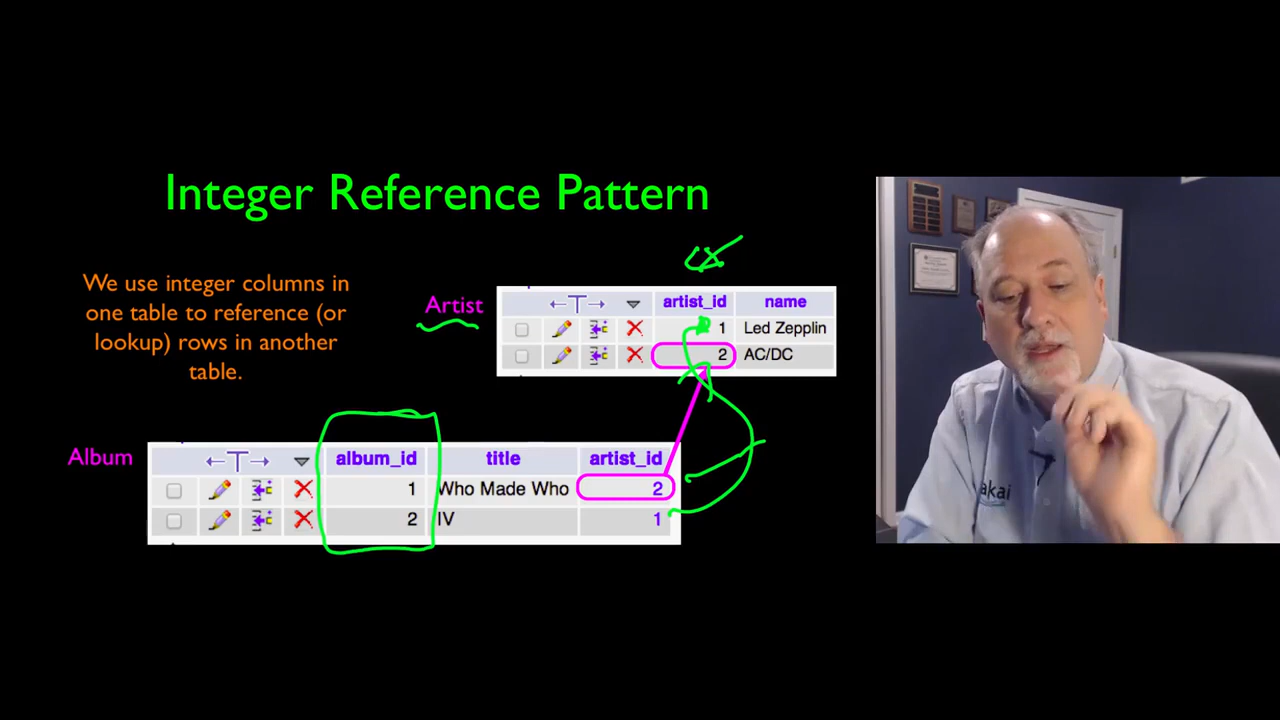 Integer Reference Pattern
We use integer columns in
one table to reference (or
lookup) rows in another
table.
Artist
artist_id name
1 Led Zepplin
2 AC/DC
Album
album_id title artist_id
1 Who Made Who 2
2 IV 1
akai